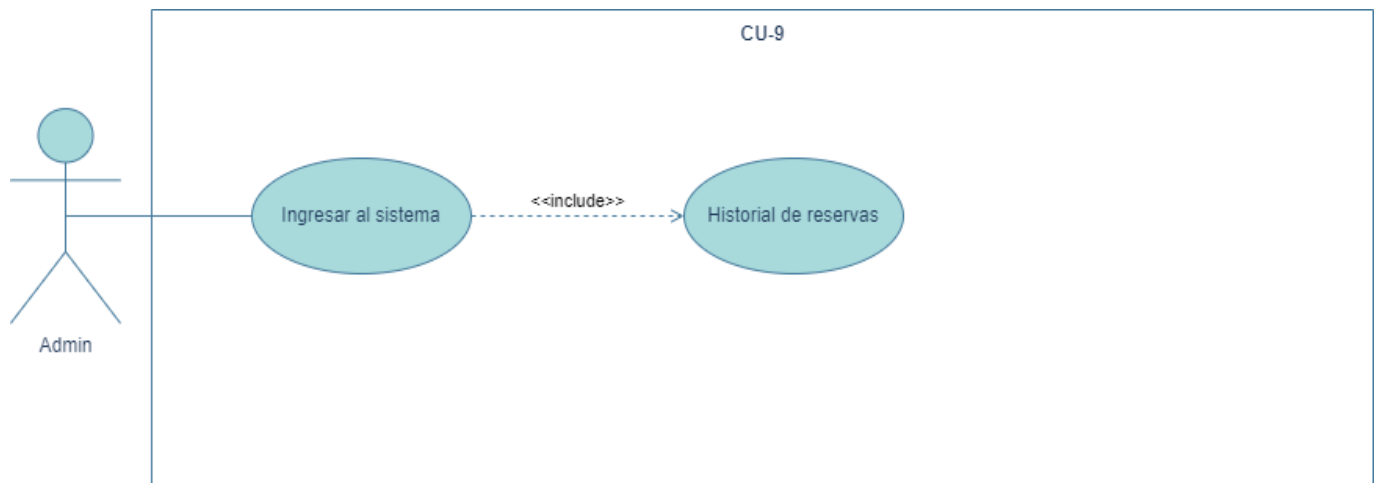 CU-9
Ingresar al sistema
<<include>>
Historial de reservas
Admin